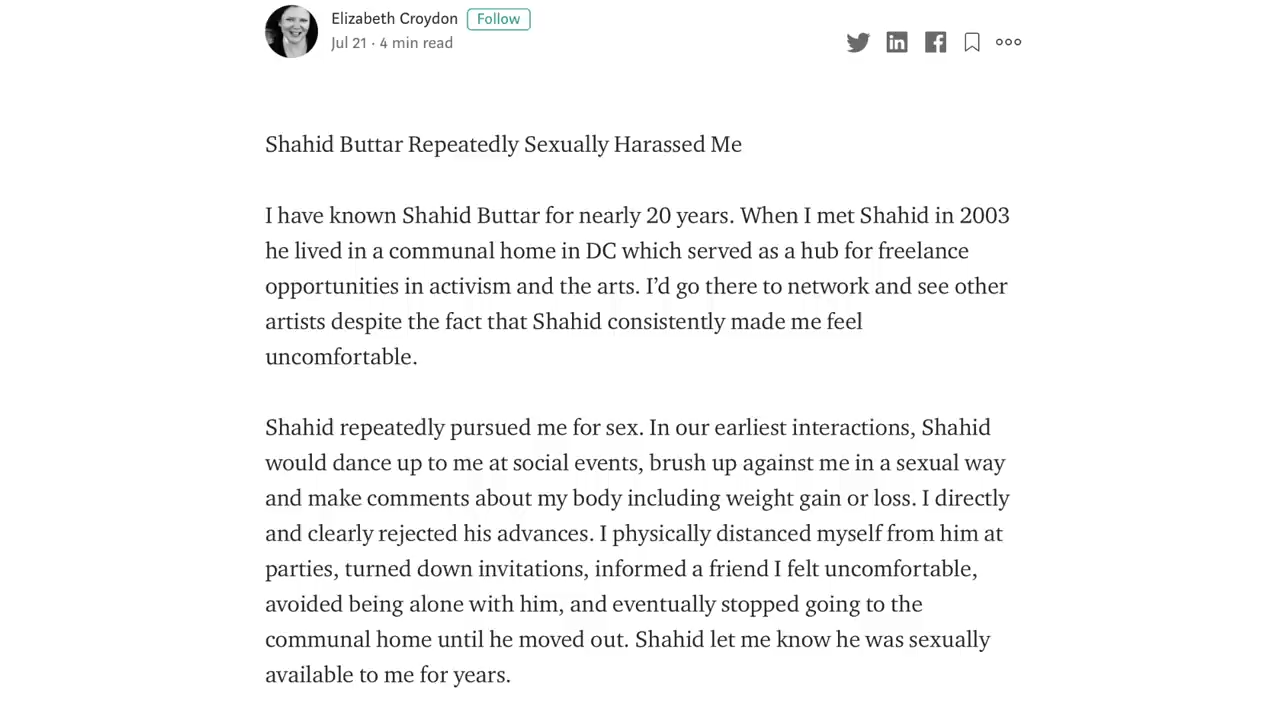 Elizabeth Croydon Follow
Jul 21 · 4 min read
Shahid Buttar Repeatedly Sexually Harassed Me
I have known Shahid Buttar for nearly 20 years. When I met Shahid in 2003
he lived in a communal home in DC which served as a hub for freelance
opportunities in activism and the arts. I’d go there to network and see other
artists despite the fact that Shahid consistently made me feel
uncomfortable.
Shahid repeatedly pursued me for sex. In our earliest interactions, Shahid
would dance up to me at social events, brush up against me in a sexual way
and make comments about my body including weight gain or loss. I directly
and clearly rejected his advances. I physically distanced myself from him at
parties, turned down invitations, informed a friend I felt uncomfortable,
avoided being alone with him, and eventually stopped going to the
communal home until he moved out. Shahid let me know he was sexually
available to me for years.